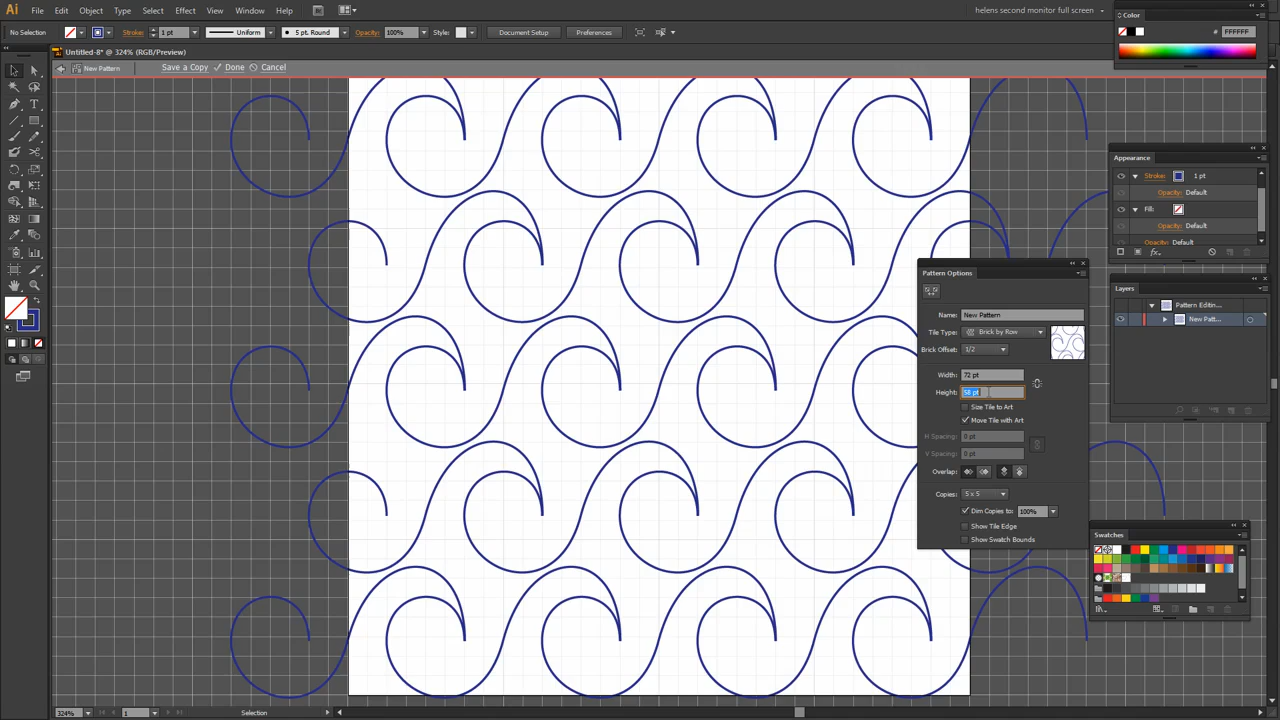 Ai File Edit Object Type Select Effect View Window Help Br helens second monitor full screen
No Selection Stroke: 1 pt Uniform 5 pt. Round Opacity: 100% Style: Document Setup Preferences
Color
# FFFFFF
Untitled-8* @ 324% (RGB/Preview)
New Pattern Save a Copy Done Cancel
Appearance
Stroke: 1 pt
Opacity: Default
Fill:
Opacity: Default
Opacity: Default
fx
Layers
Pattern Editin...
New Patt...
Pattern Options
Name: New Pattern
Tile Type: Brick by Row
Brick Offset: 1/2
Width: 72 pt
Height: 58 pt
Size Tile to Art
Move Tile with Art
H Spacing: 0 pt
V Spacing: 0 pt
Overlap:
Copies: 5 x 5
Dim Copies to: 100%
Show Tile Edge
Show Swatch Bounds
Swatches
324% 1 Selection